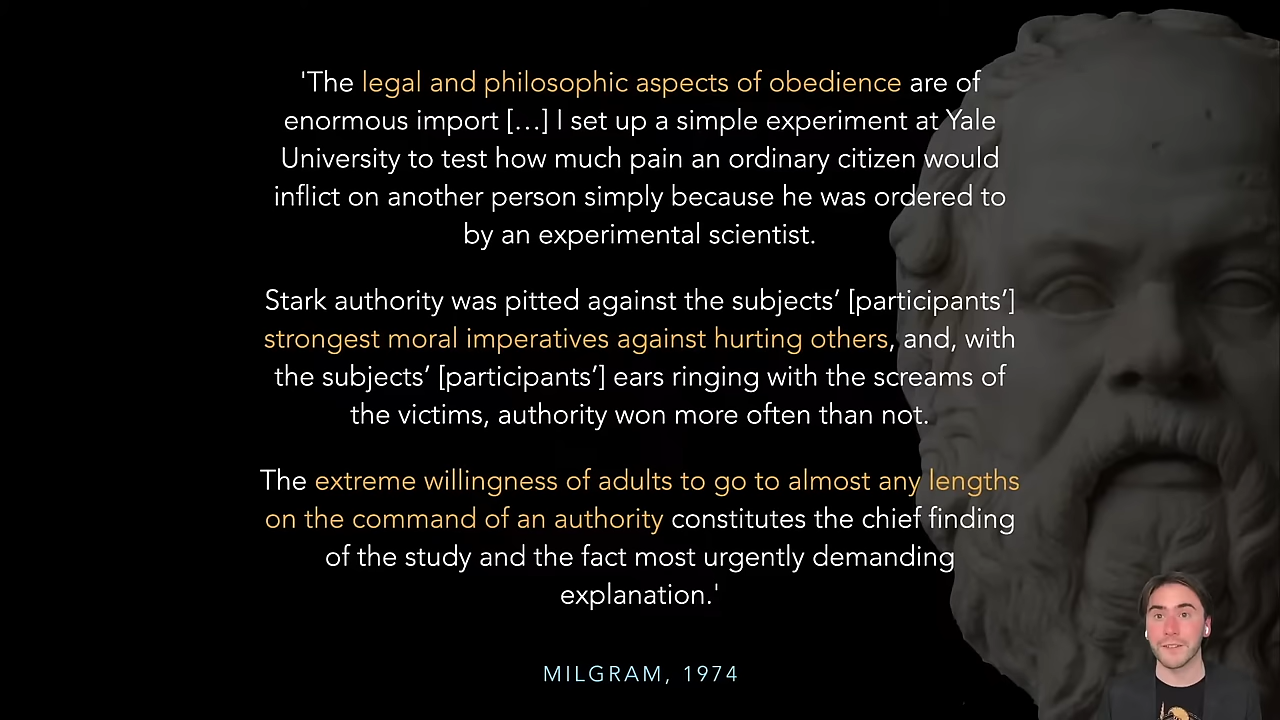 'The legal and philosophic aspects of obedience are of
enormous import […] I set up a simple experiment at Yale
University to test how much pain an ordinary citizen would
inflict on another person simply because he was ordered to
by an experimental scientist.
Stark authority was pitted against the subjects’ [participants’]
strongest moral imperatives against hurting others, and, with
the subjects’ [participants’] ears ringing with the screams of
the victims, authority won more often than not.
The extreme willingness of adults to go to almost any lengths
on the command of an authority constitutes the chief finding
of the study and the fact most urgently demanding
explanation.'
MILGRAM, 1974